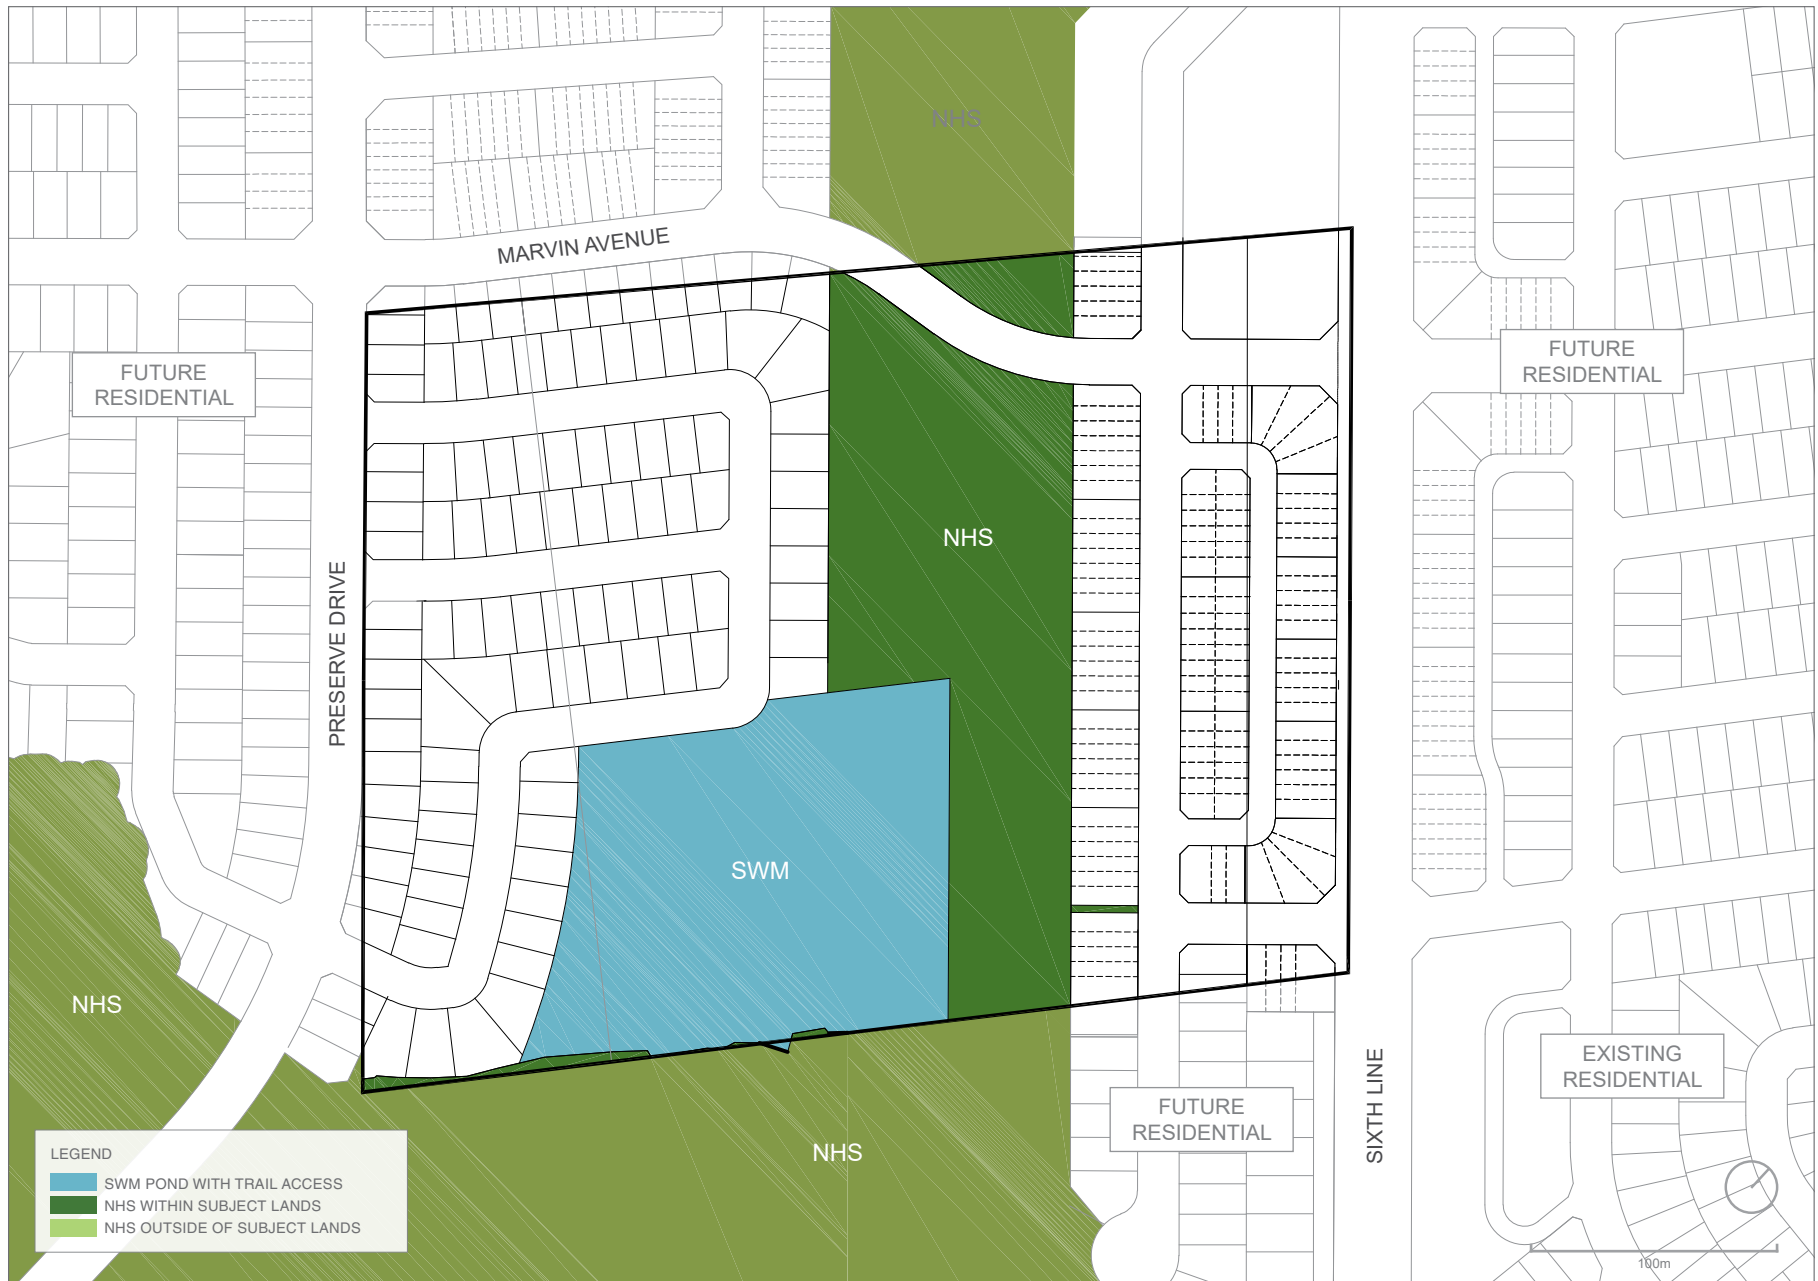 NHS
MARVIN AVENUE
FUTURE
RESIDENTIAL
FUTURE
RESIDENTIAL
NHS
PRESERVE DRIVE
SWM
NHS
EXISTING
RESIDENTIAL
FUTURE
RESIDENTIAL
SIXTH LINE
NHS
LEGEND
SWM POND WITH TRAIL ACCESS
NHS WITHIN SUBJECT LANDS
NHS OUTSIDE OF SUBJECT LANDS
100m